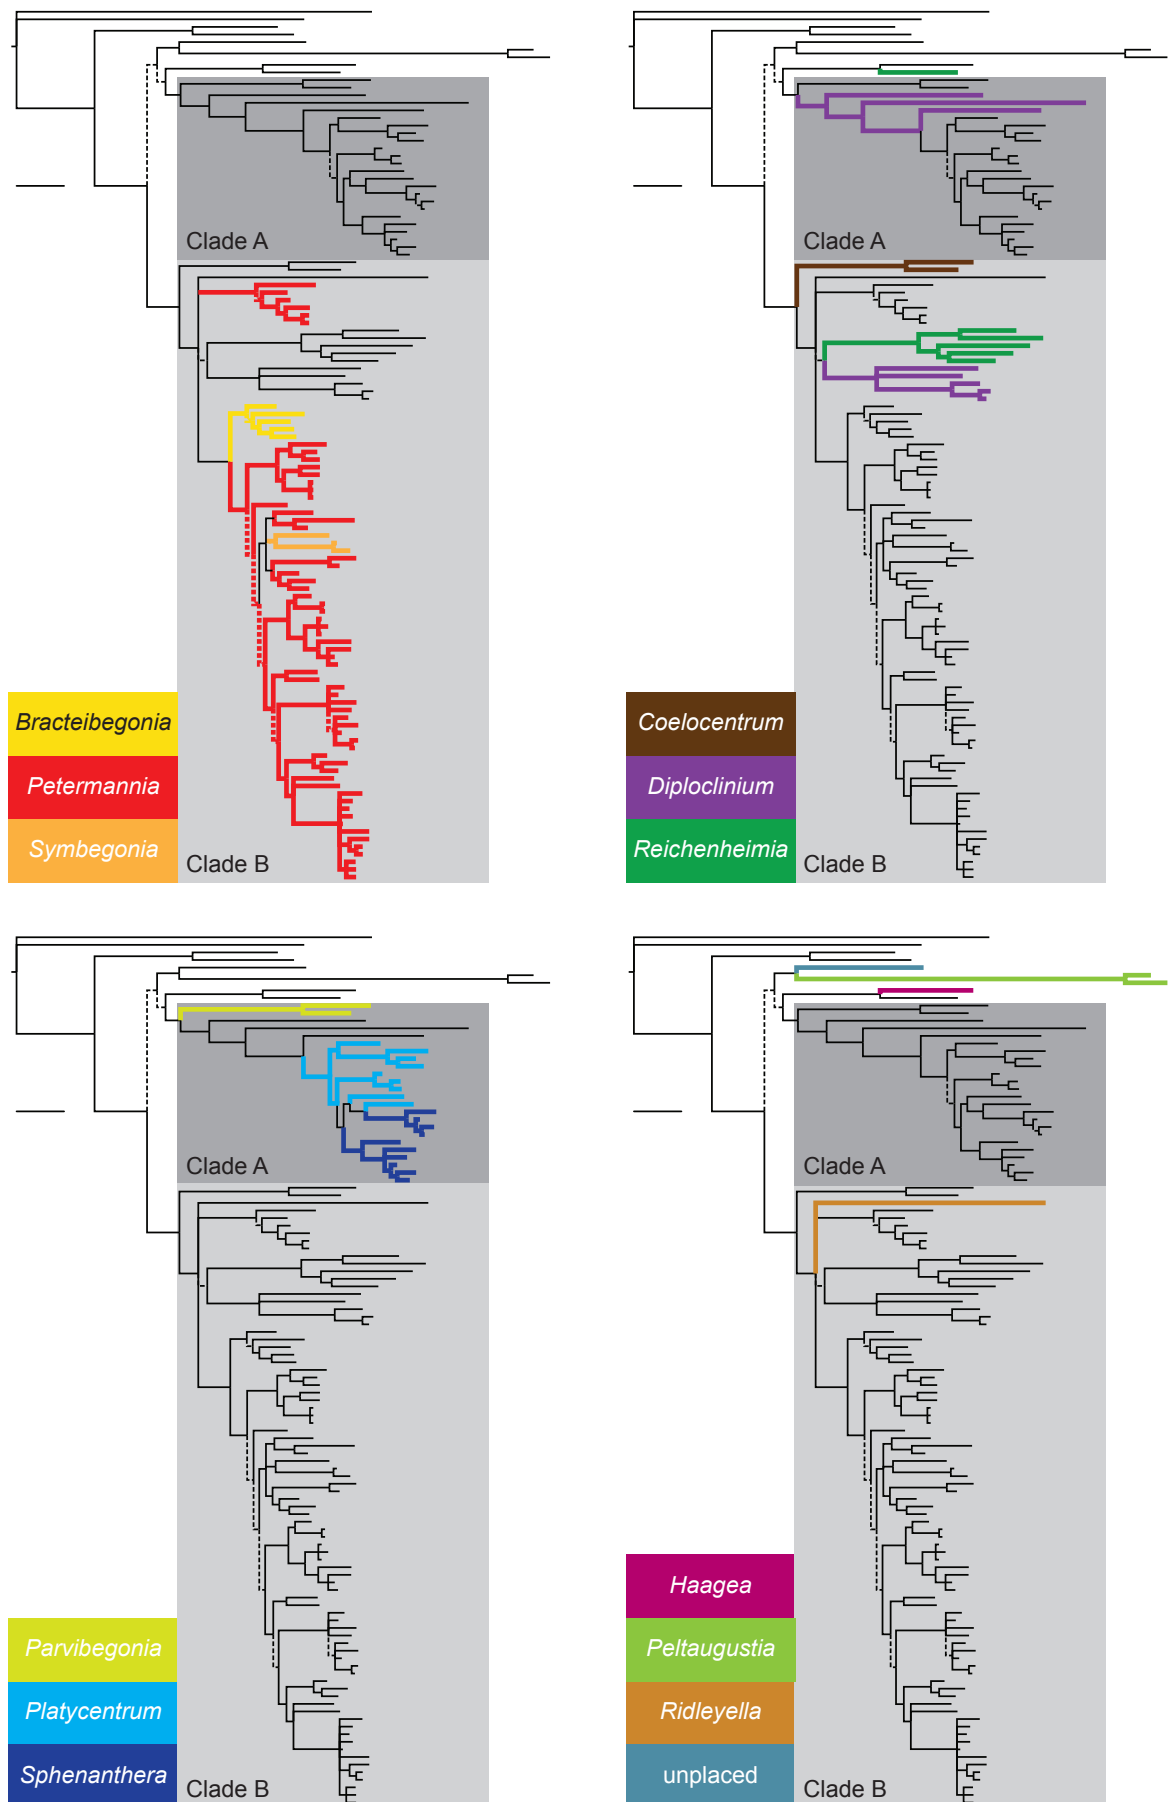 Clade A
Bracteibegonia
Petermannia
Symbegonia
Clade B
Clade A
Coelocentrum
Diploclinium
Reichenheimia
Clade B
Clade A
Parvibegonia
Platycentrum
Sphenanthera
Clade B
Clade A
Haagea
Peltaugustia
Ridleyella
unplaced
Clade B